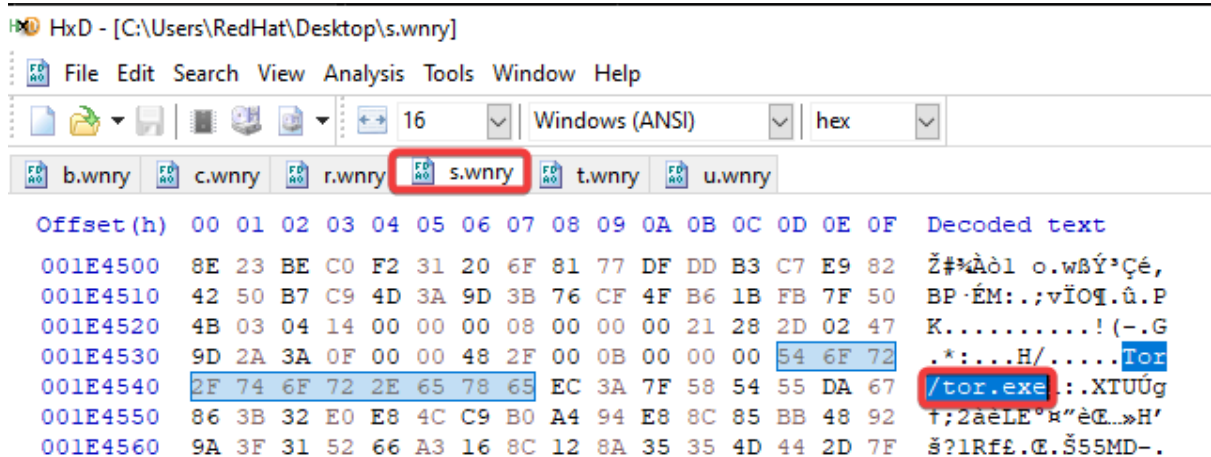 HxD - [C:\Users\RedHat\Desktop\s.wnry]
File Edit Search View Analysis Tools Window Help
16 Windows (ANSI) hex
b.wnry c.wnry r.wnry s.wnry t.wnry u.wnry
Offset(h) 00 01 02 03 04 05 06 07 08 09 0A 0B 0C 0D 0E 0F Decoded text
001E4500 8E 23 BE C0 F2 31 20 6F 81 77 DF DD B3 C7 E9 82 Ž#¾Àò1 o.wßÝ³Çé‚
001E4510 42 50 B7 C9 4D 3A 9D 3B 76 CF 4F B6 1B FB 7F 50 BP·ÉM:.;vÏO¶.û.P
001E4520 4B 03 04 14 00 00 00 08 00 00 00 21 28 2D 02 47 K..........!(-.G
001E4530 9D 2A 3A 0F 00 00 48 2F 00 0B 00 00 00 54 6F 72 .*:...H/.....Tor
001E4540 2F 74 6F 72 2E 65 78 65 EC 3A 7F 58 54 55 DA 67 /tor.exeì:.XTUÚg
001E4550 86 3B 32 E0 E8 4C C9 B0 A4 94 E8 8C 85 BB 48 92 †;2àèLÉ°¤”èŒ…»H’
001E4560 9A 3F 31 52 66 A3 16 8C 12 8A 35 35 4D 44 2D 7F š?1Rf£.Œ.Š55MD-.